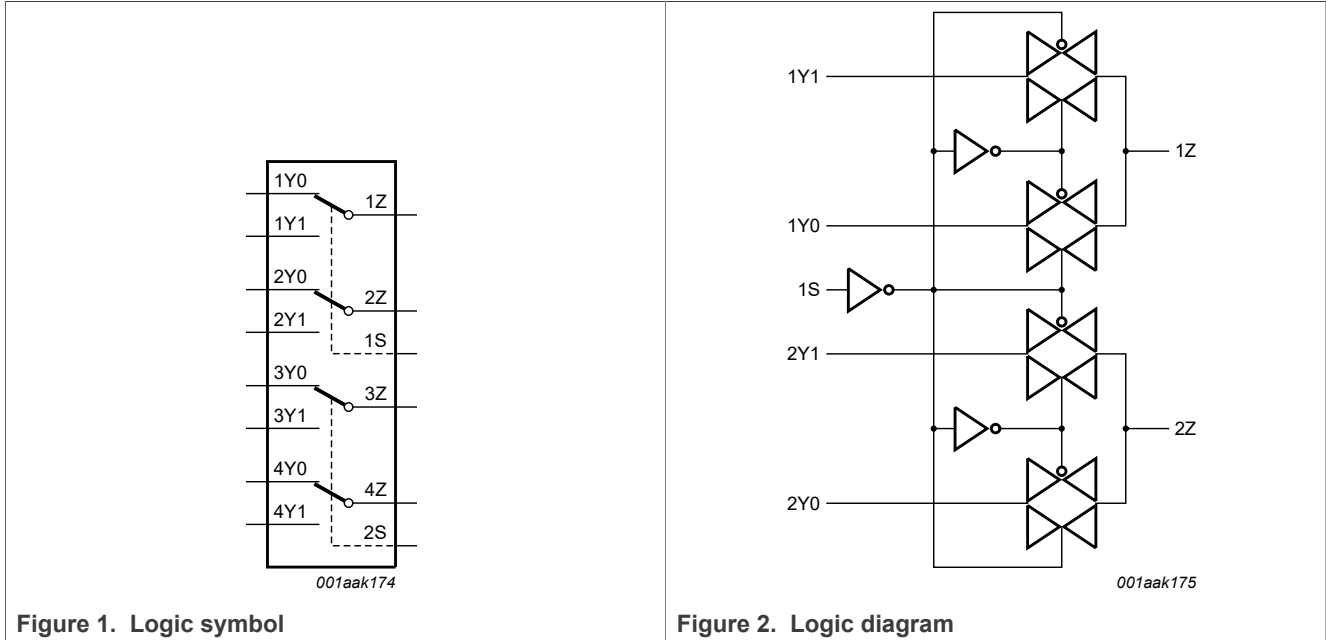 1Y0
1Z
1Y1
2Y0
2Z
2Y1
1S
3Y0
3Z
3Y1
4Y0
4Z
4Y1
2S
001aak174
Figure 1. Logic symbol
1Y1
1Z
1Y0
1S
2Y1
2Z
2Y0
001aak175
Figure 2. Logic diagram